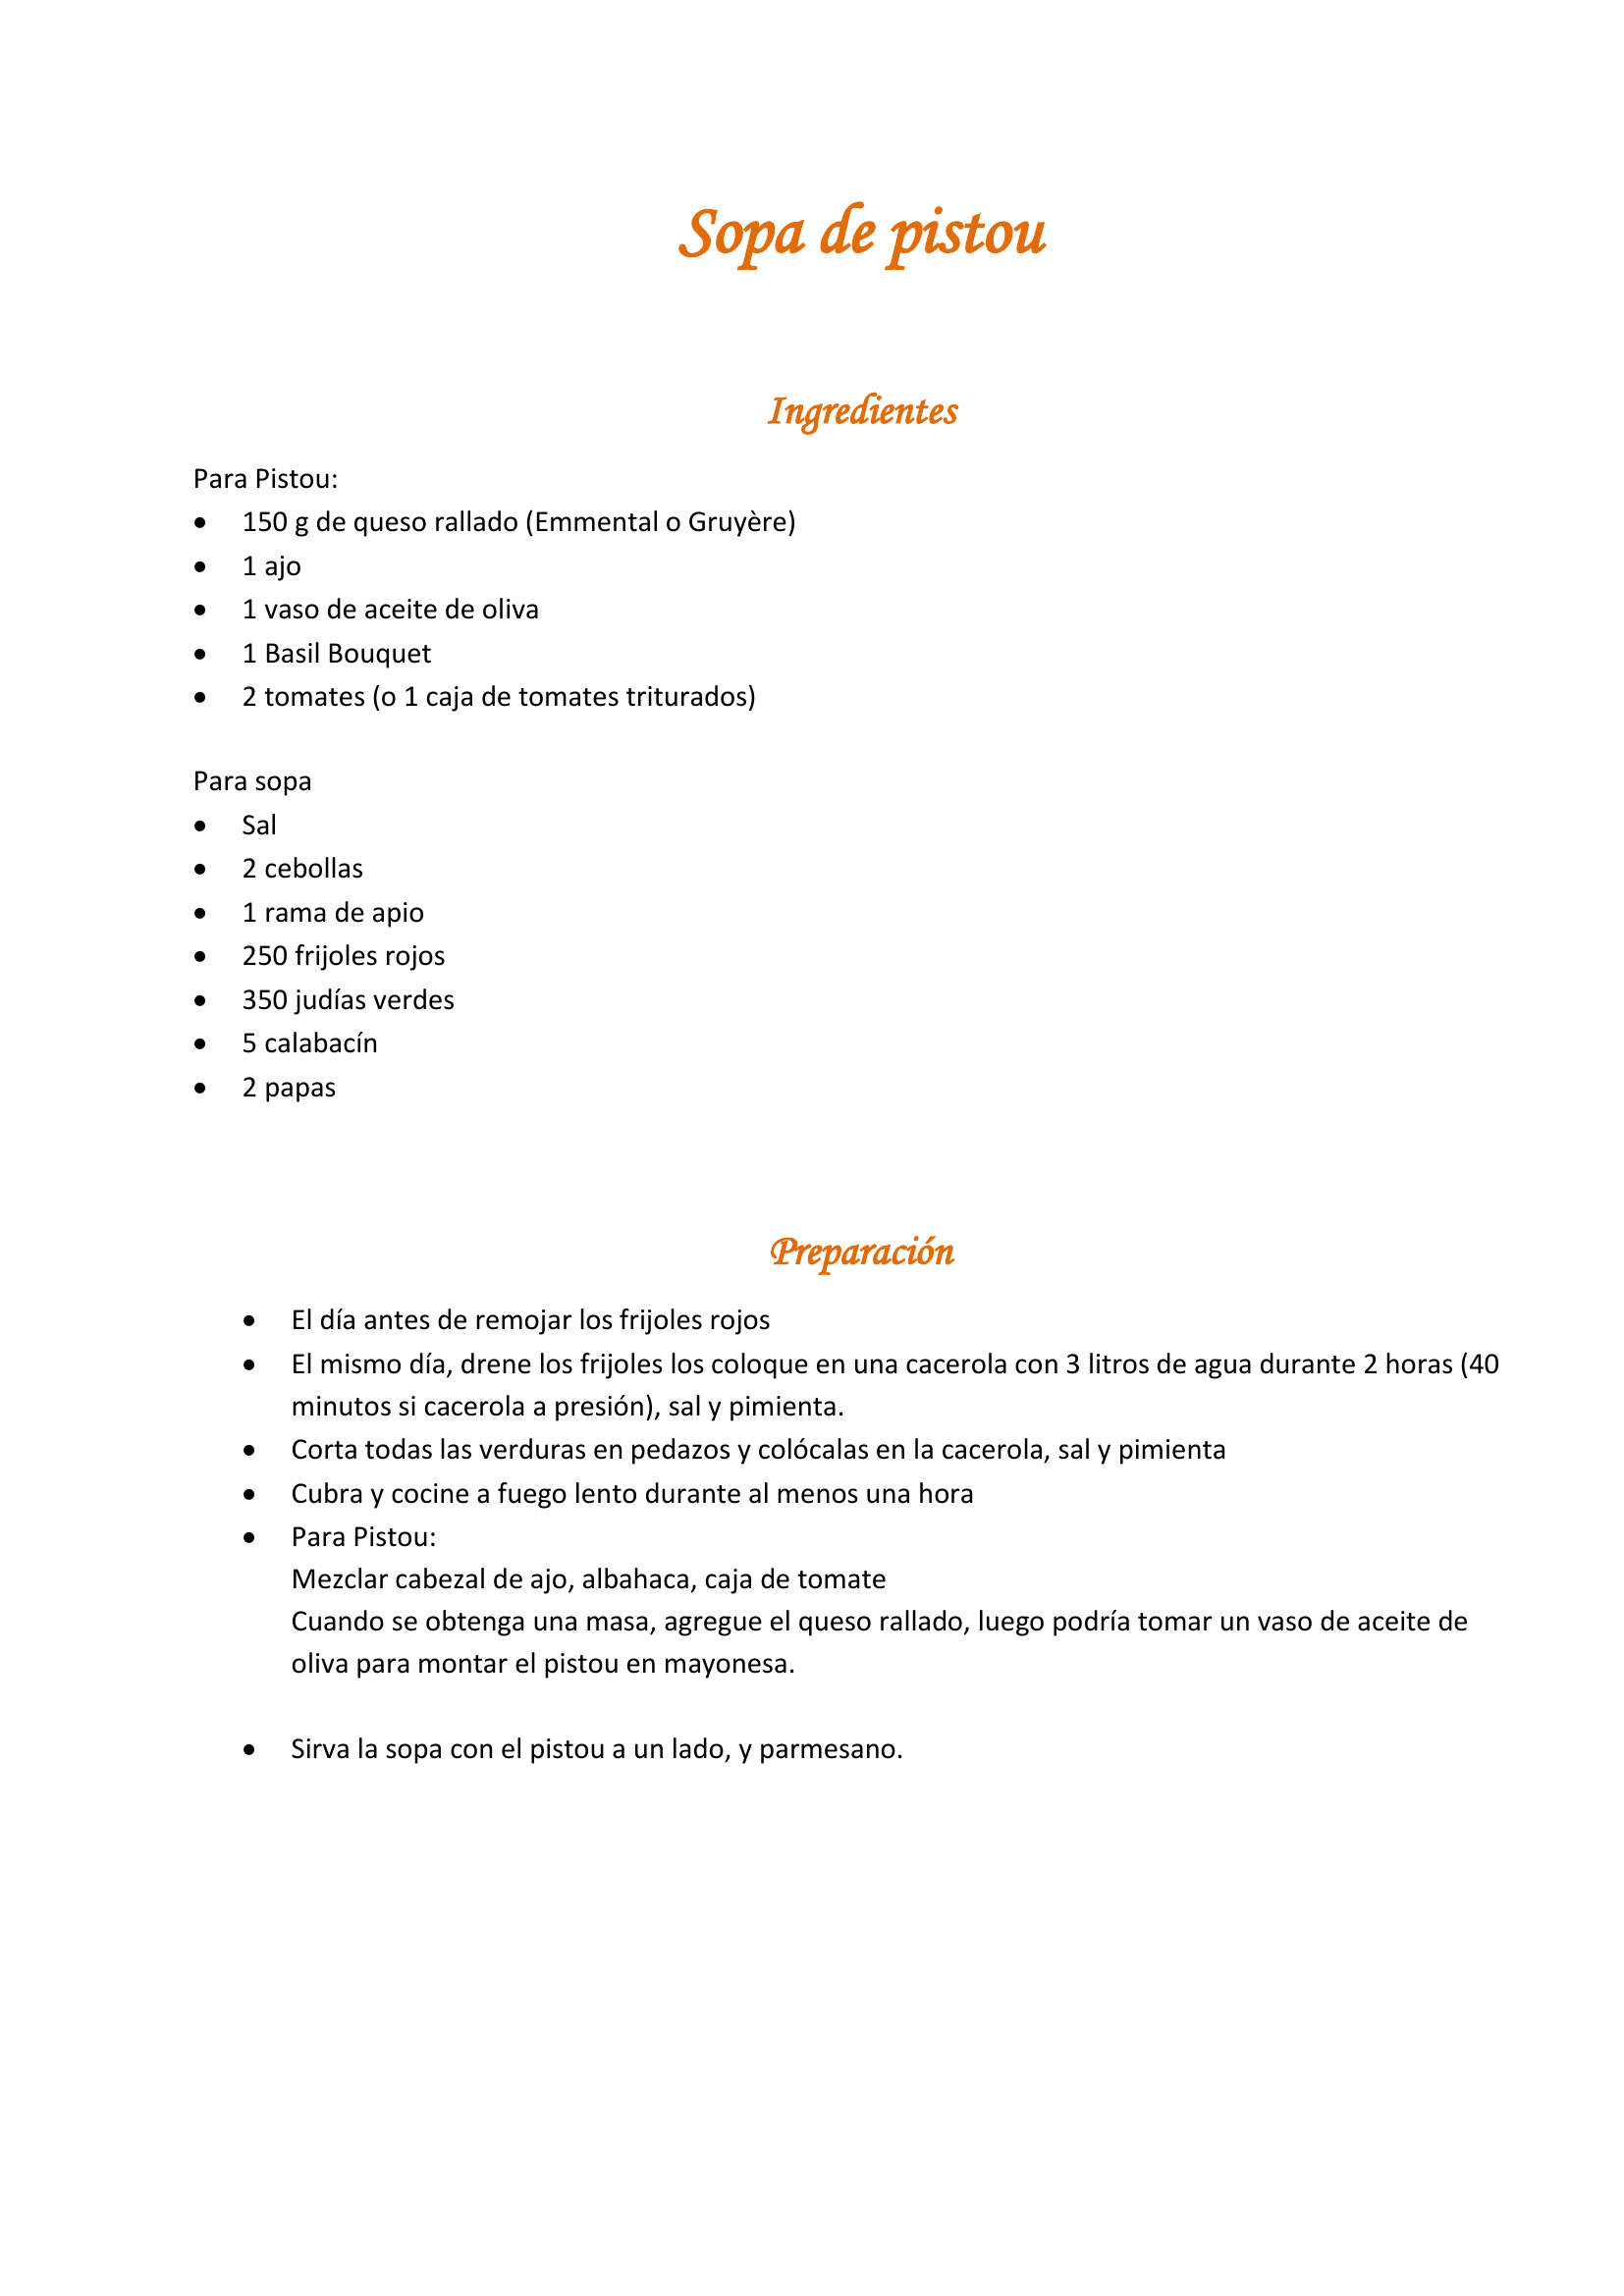 Sopa de pistou
Ingredientes
Para Pistou:
• 150 g de queso rallado (Emmental o Gruyère)
• 1 ajo
• 1 vaso de aceite de oliva
• 1 Basil Bouquet
• 2 tomates (o 1 caja de tomates triturados)
Para sopa
• Sal
• 2 cebollas
• 1 rama de apio
• 250 frijoles rojos
• 350 judías verdes
• 5 calabacín
• 2 papas
Preparación
• El día antes de remojar los frijoles rojos
• El mismo día, drene los frijoles los coloque en una cacerola con 3 litros de agua durante 2 horas (40
minutos si cacerola a presión), sal y pimienta.
• Corta todas las verduras en pedazos y colócalas en la cacerola, sal y pimienta
• Cubra y cocine a fuego lento durante al menos una hora
• Para Pistou:
Mezclar cabezal de ajo, albahaca, caja de tomate
Cuando se obtenga una masa, agregue el queso rallado, luego podría tomar un vaso de aceite de
oliva para montar el pistou en mayonesa.
• Sirva la sopa con el pistou a un lado, y parmesano.